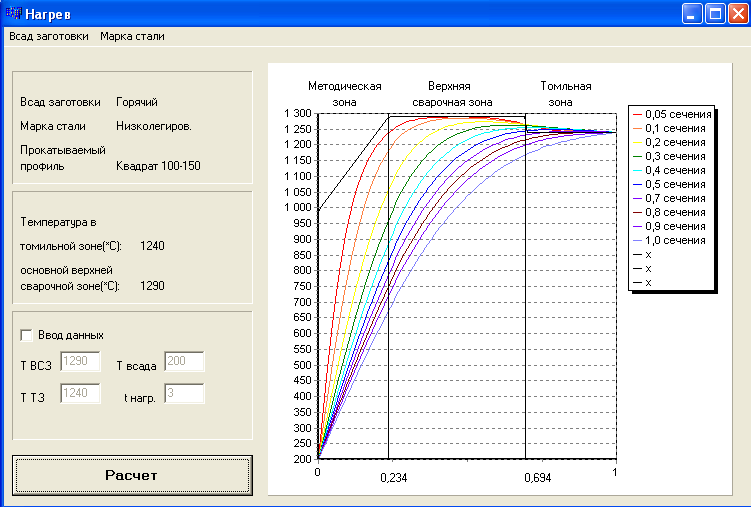 Нагрев
Всад заготовки Марка стали
Всад заготовки Горячий
Марка стали Низколегиров.
Прокатываемый
профиль Квадрат 100-150
Температура в
томильной зоне(*С): 1240
основной верхней
сварочной зоне(*С): 1290
Ввод данных
Т ВСЗ 1290 Т всада 200
Т ТЗ 1240 t нагр. 3
Расчет
Методическая Верхняя Томльная
зона сварочная зона зона
1 300
1 250
1 200
1 150
1 100
1 050
1 000
950
900
850
800
750
700
650
600
550
500
450
400
350
300
250
200
0 0,234 0,694 1
0,05 сечения
0,1 сечения
0,2 сечения
0,3 сечения
0,4 сечения
0,5 сечения
0,7 сечения
0,8 сечения
0,9 сечения
1,0 сечения
x
x
x